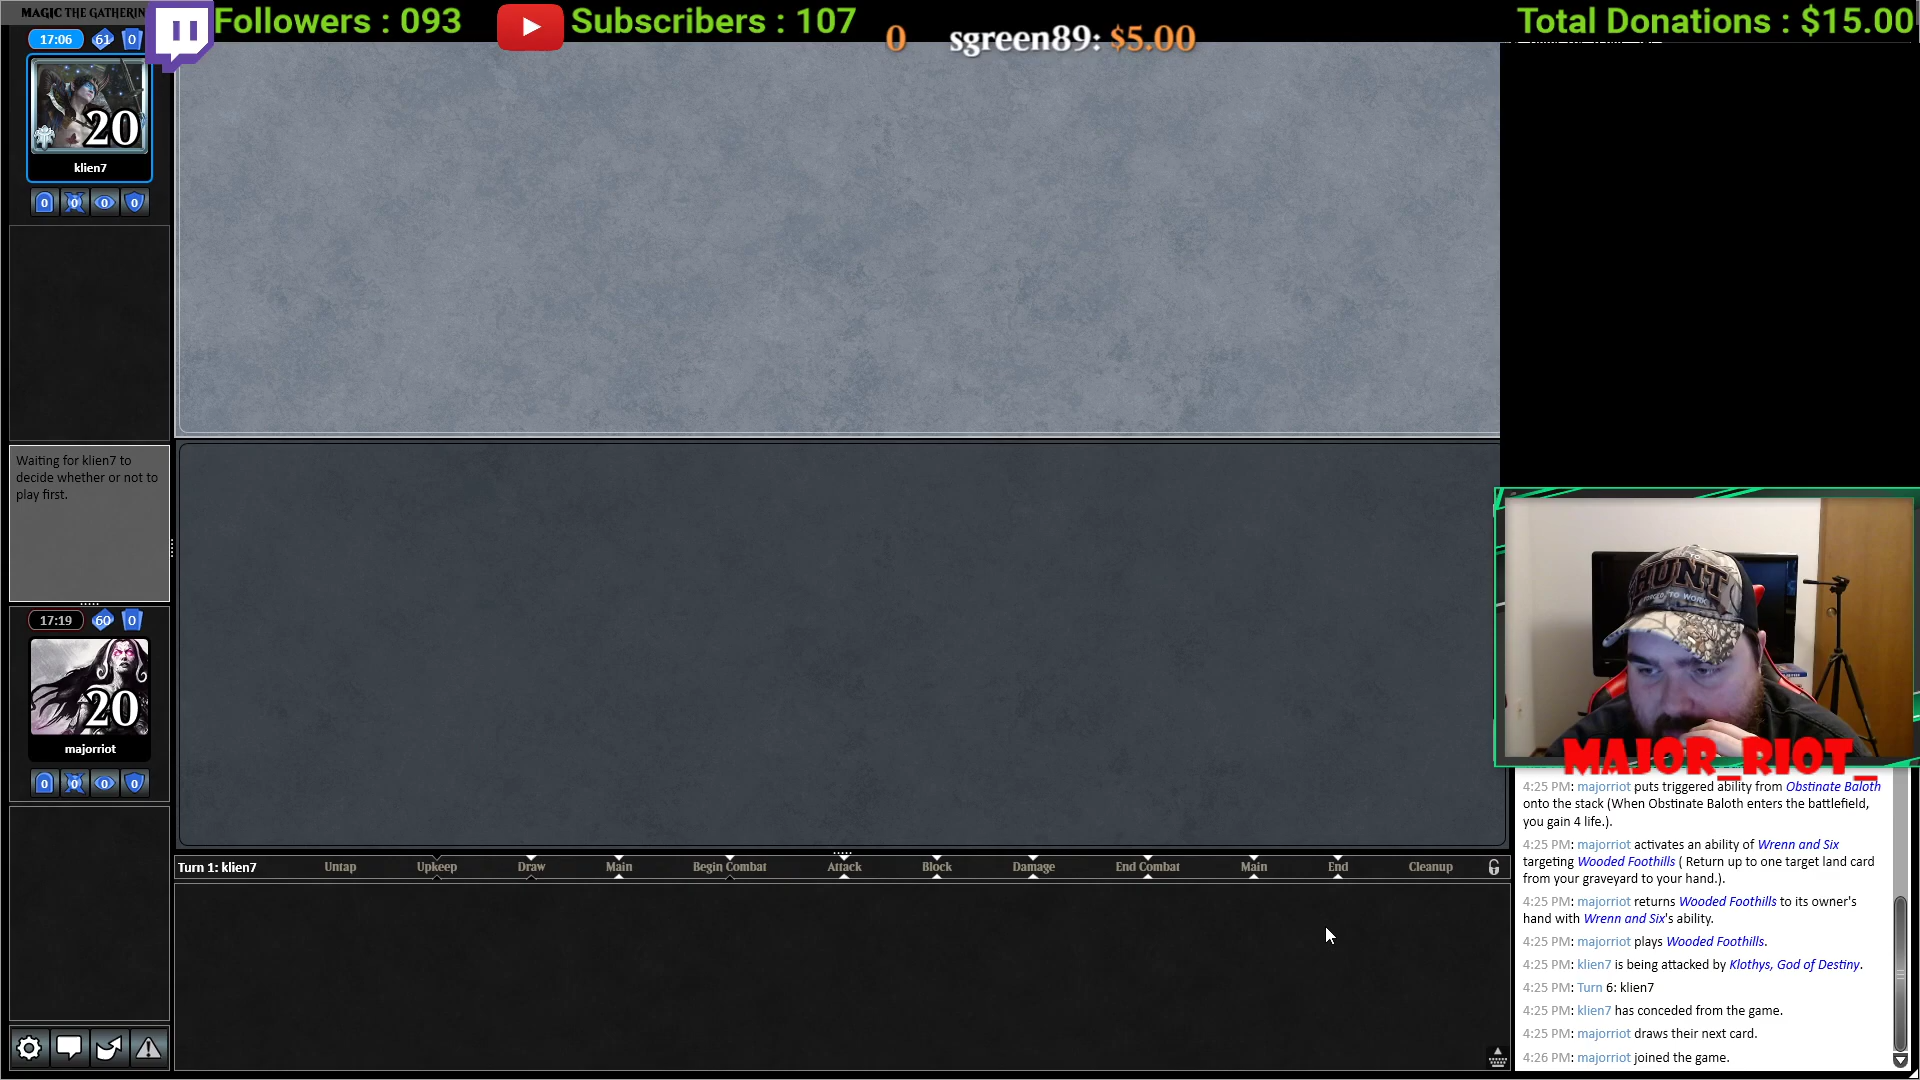 MAGIC THE GATHERIN
Followers : 093
Subscribers : 107
0
sgreen89: $5.00
Total Donations : $15.00
17:06
61
0
20
klien7
0
0
0
0
Waiting for klien7 to
decide whether or not to
play first.
17:19
60
0
20
majorriot
0
0
0
0
HUNT
TO WORK
MAJOR_RIOT_
Turn 1: klien7
Untap
Upkeep
Draw
Main
Begin Combat
Attack
Block
Damage
End Combat
Main
End
Cleanup
4:25 PM: majorriot puts triggered ability from Obstinate Baloth
onto the stack (When Obstinate Baloth enters the battlefield,
you gain 4 life.).
4:25 PM: majorriot activates an ability of Wrenn and Six
targeting Wooded Foothills ( Return up to one target land card
from your graveyard to your hand.).
4:25 PM: majorriot returns Wooded Foothills to its owner's
hand with Wrenn and Six's ability.
4:25 PM: majorriot plays Wooded Foothills.
4:25 PM: klien7 is being attacked by Klothys, God of Destiny.
4:25 PM: Turn 6: klien7
4:25 PM: klien7 has conceded from the game.
4:25 PM: majorriot draws their next card.
4:26 PM: majorriot joined the game.